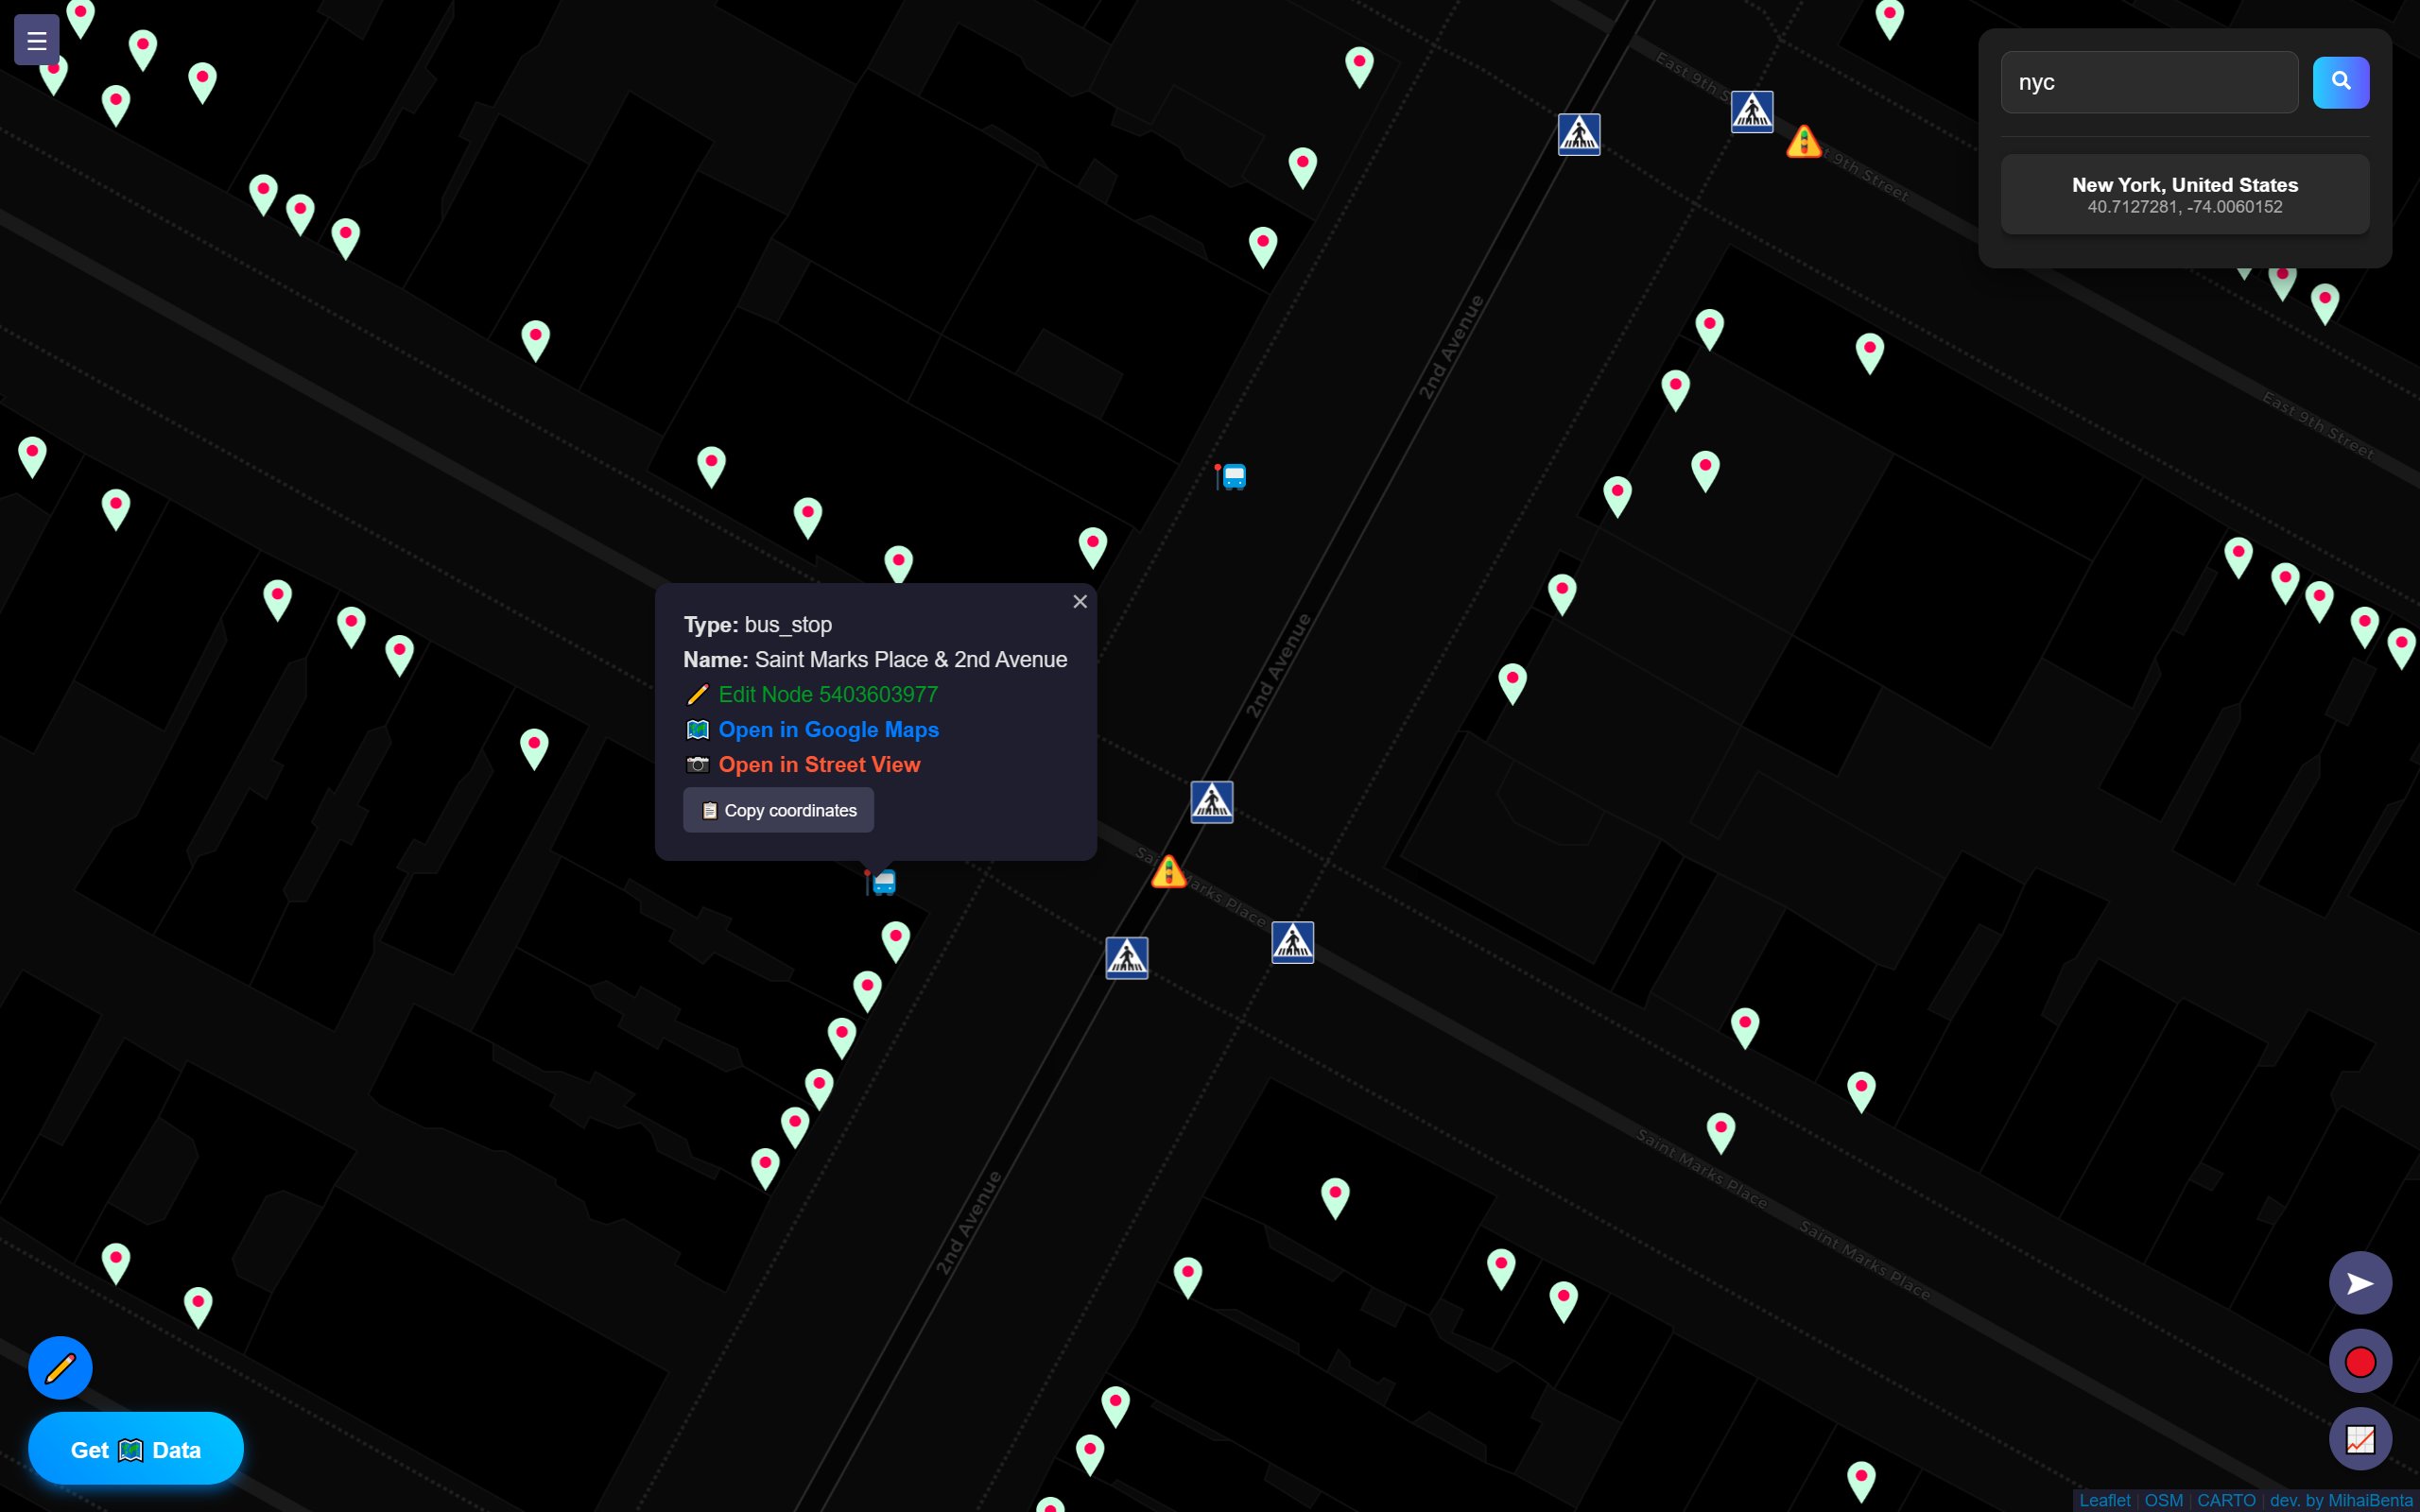 ☰
nyc
New York, United States
40.7127281, -74.0060152
East 9th S
st 9th Street
2nd Avenue
East 9th Street
Type: bus_stop
Name: Saint Marks Place & 2nd Avenue
Edit Node 5403603977
Open in Google Maps
Open in Street View
Copy coordinates
2nd Avenue
Sai
Marks Place
Saint Marks Place
2nd Avenue
Saint Marks Place
Get Data
Leaflet | OSM | CARTO | dev. by MihaiBenta